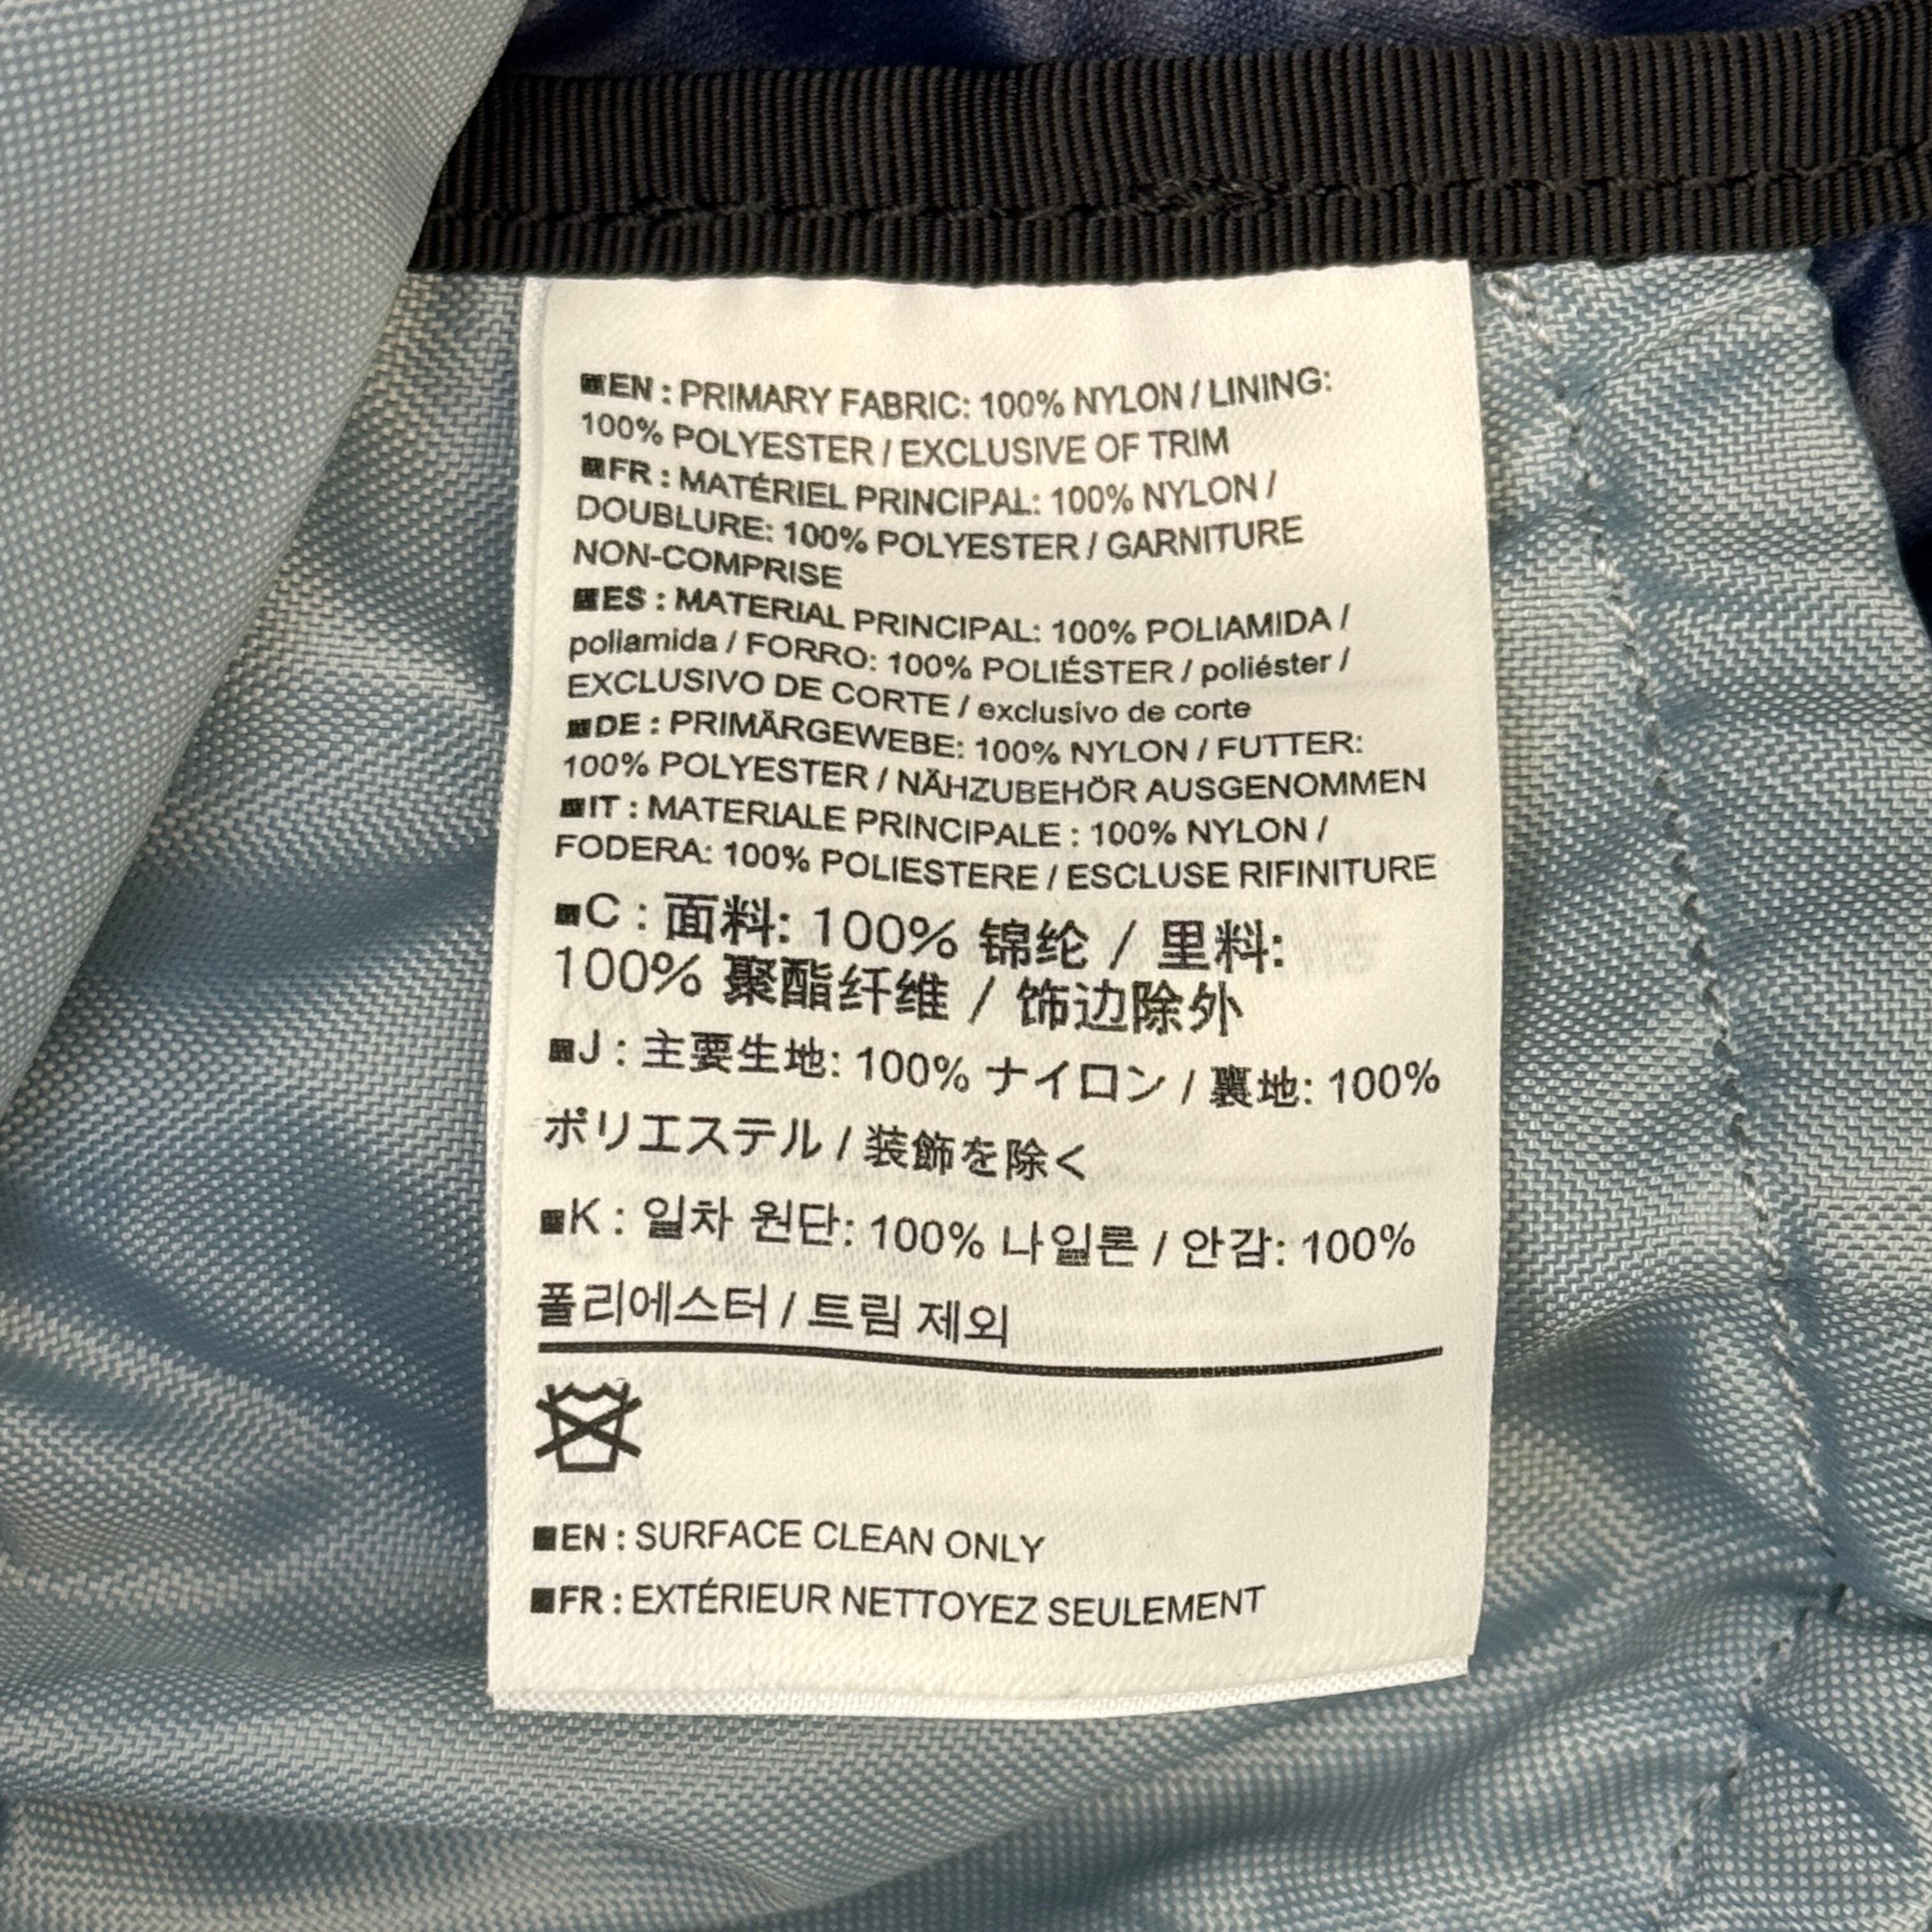 ■EN : PRIMARY FABRIC: 100% NYLON / LINING:
100% POLYESTER / EXCLUSIVE OF TRIM
■FR : MATÉRIEL PRINCIPAL: 100% NYLON /
DOUBLURE: 100% POLYESTER / GARNITURE
NON-COMPRISE
■ES : MATERIAL PRINCIPAL: 100% POLIAMIDA /
poliamida / FORRO: 100% POLIÉSTER / poliéster /
EXCLUSIVO DE CORTE / exclusivo de corte
■DE : PRIMÄRGEWEBE: 100% NYLON / FUTTER:
100% POLYESTER / NÄHZUBEHÖR AUSGENOMMEN
■IT : MATERIALE PRINCIPALE : 100% NYLON /
FODERA: 100% POLIESTERE / ESCLUSE RIFINITURE
■C : 面料: 100% 锦纶 / 里料:
100% 聚酯纤维 / 饰边除外
■J : 主要生地: 100% ナイロン / 裏地: 100%
ポリエステル / 装飾を除く
■K : 일차 원단: 100% 나일론 / 안감: 100%
폴리에스터 / 트림 제외
■EN : SURFACE CLEAN ONLY
■FR : EXTÉRIEUR NETTOYEZ SEULEMENT